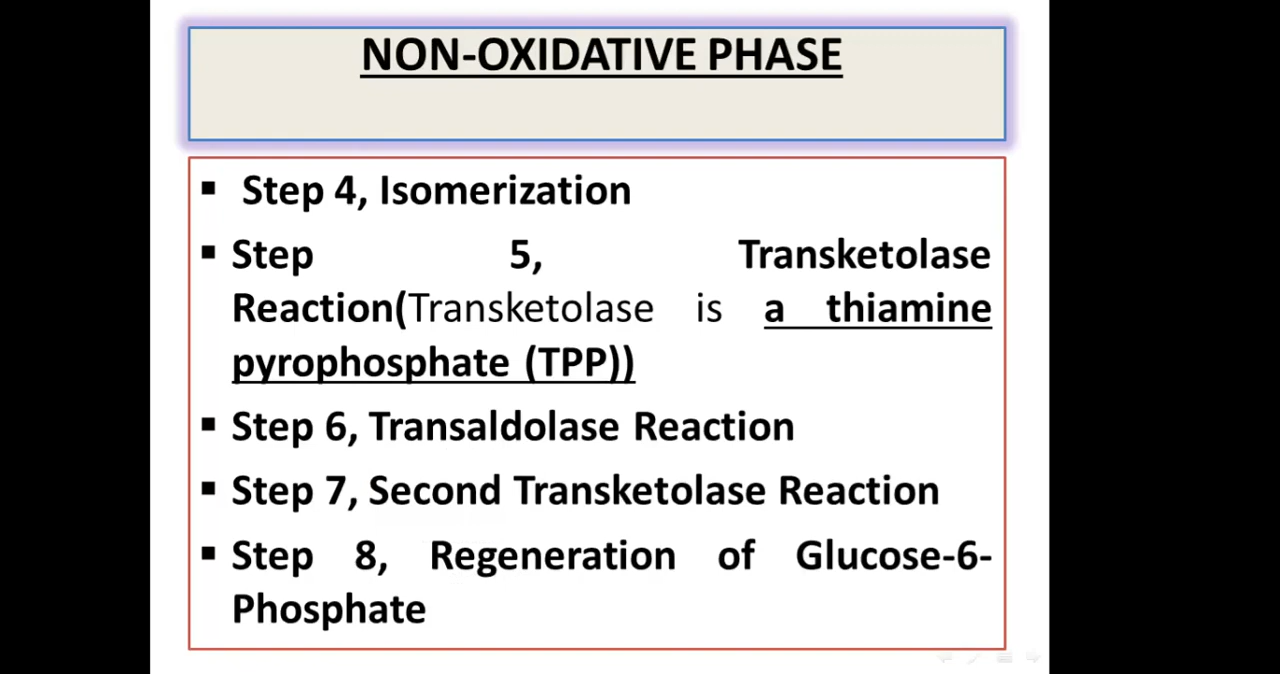 NON-OXIDATIVE PHASE
▪ Step 4, Isomerization
▪ Step 5, Transketolase
Reaction(Transketolase is a thiamine
pyrophosphate (TPP))
▪ Step 6, Transaldolase Reaction
▪ Step 7, Second Transketolase Reaction
▪ Step 8, Regeneration of Glucose-6-
Phosphate